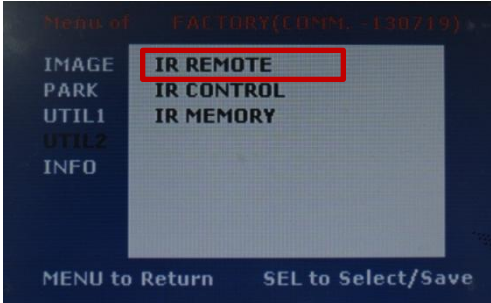 Menu of FACTORY(COMM. -130719)
IMAGE
IR REMOTE
PARK
IR CONTROL
UTIL1
IR MEMORY
UTIL2
INFO
MENU to Return SEL to Select/Save